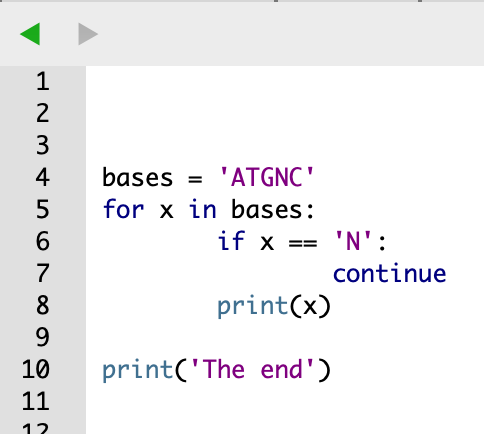 1
2
3
4 bases = 'ATGNC'
5 for x in bases:
6 if x == 'N':
7 continue
8 print(x)
9
10 print('The end')
11
12